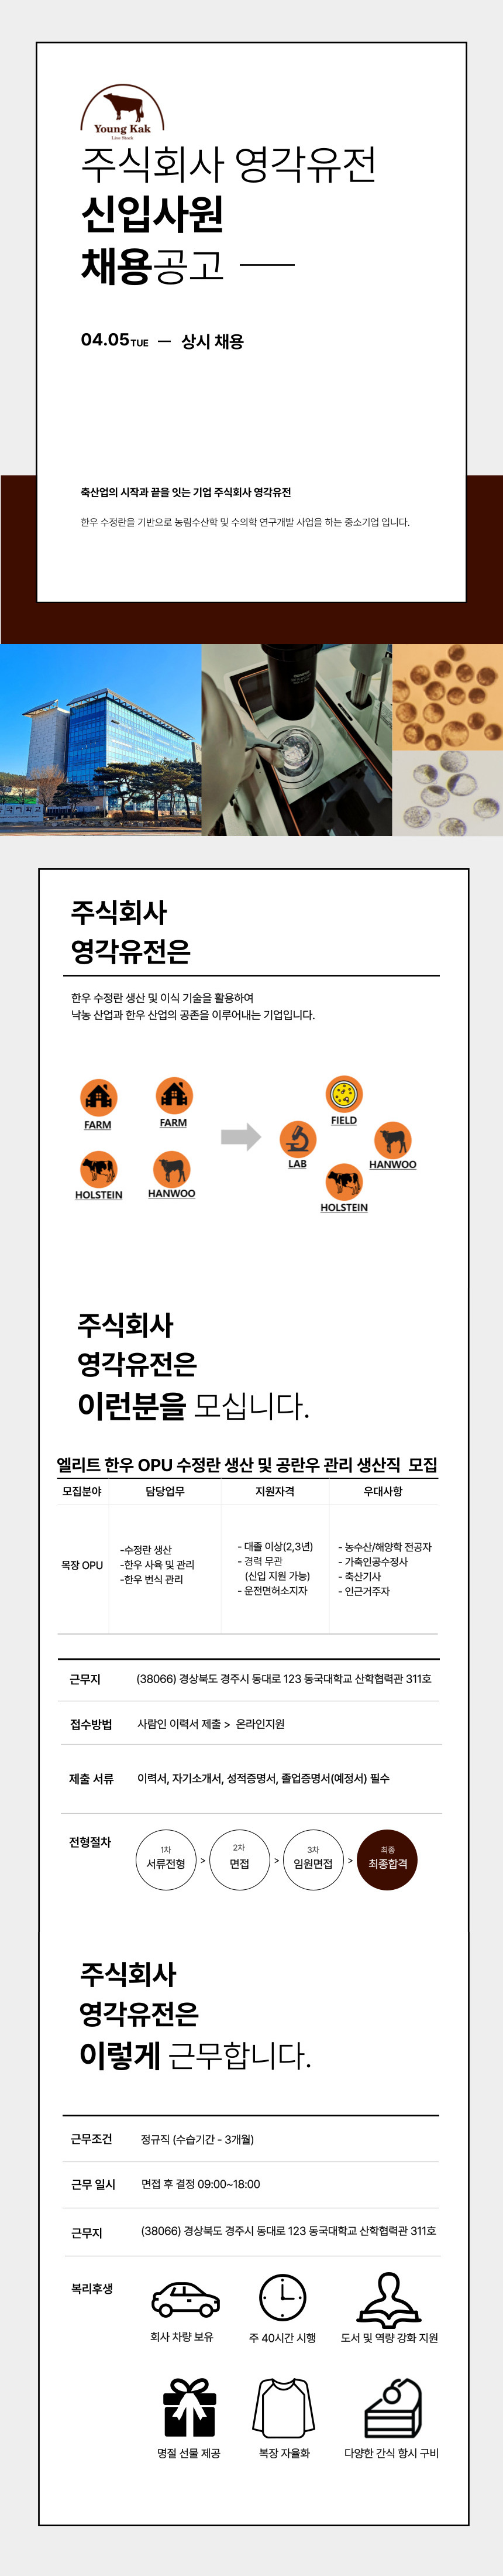 Young Kak
Live Stock
주식회사 영각유전
신입사원
채용공고
04.05 TUE — 상시 채용
축산업의 시작과 끝을 잇는 기업 주식회사 영각유전
한우 수정란을 기반으로 농림수산학 및 수의학 연구개발 사업을 하는 중소기업 입니다.
주식회사
영각유전은
한우 수정란 생산 및 이식 기술을 활용하여
낙농 산업과 한우 산업의 공존을 이루어내는 기업입니다.
FARM
FARM
HOLSTEIN
HANWOO
FIELD
LAB
HANWOO
HOLSTEIN
주식회사
영각유전은
이런분을 모십니다.
엘리트 한우 OPU 수정란 생산 및 공란우 관리 생산직 모집
모집분야 담당업무 지원자격 우대사항
목장 OPU
-수정란 생산
-한우 사육 및 관리
-한우 번식 관리
- 대졸 이상(2,3년)
- 경력 무관
(신입 지원 가능)
- 운전면허소지자
- 농수산/해양학 전공자
- 가축인공수정사
- 축산기사
- 인근거주자
근무지 (38066) 경상북도 경주시 동대로 123 동국대학교 산학협력관 311호
접수방법 사람인 이력서 제출 > 온라인지원
제출 서류 이력서, 자기소개서, 성적증명서, 졸업증명서(예정서) 필수
전형절차
1차
서류전형
>
2차
면접
>
3차
임원면접
>
최종
최종합격
주식회사
영각유전은
이렇게 근무합니다.
근무조건 정규직 (수습기간 - 3개월)
근무 일시 면접 후 결정 09:00~18:00
근무지 (38066) 경상북도 경주시 동대로 123 동국대학교 산학협력관 311호
복리후생
회사 차량 보유
주 40시간 시행
도서 및 역량 강화 지원
명절 선물 제공
복장 자율화
다양한 간식 항시 구비